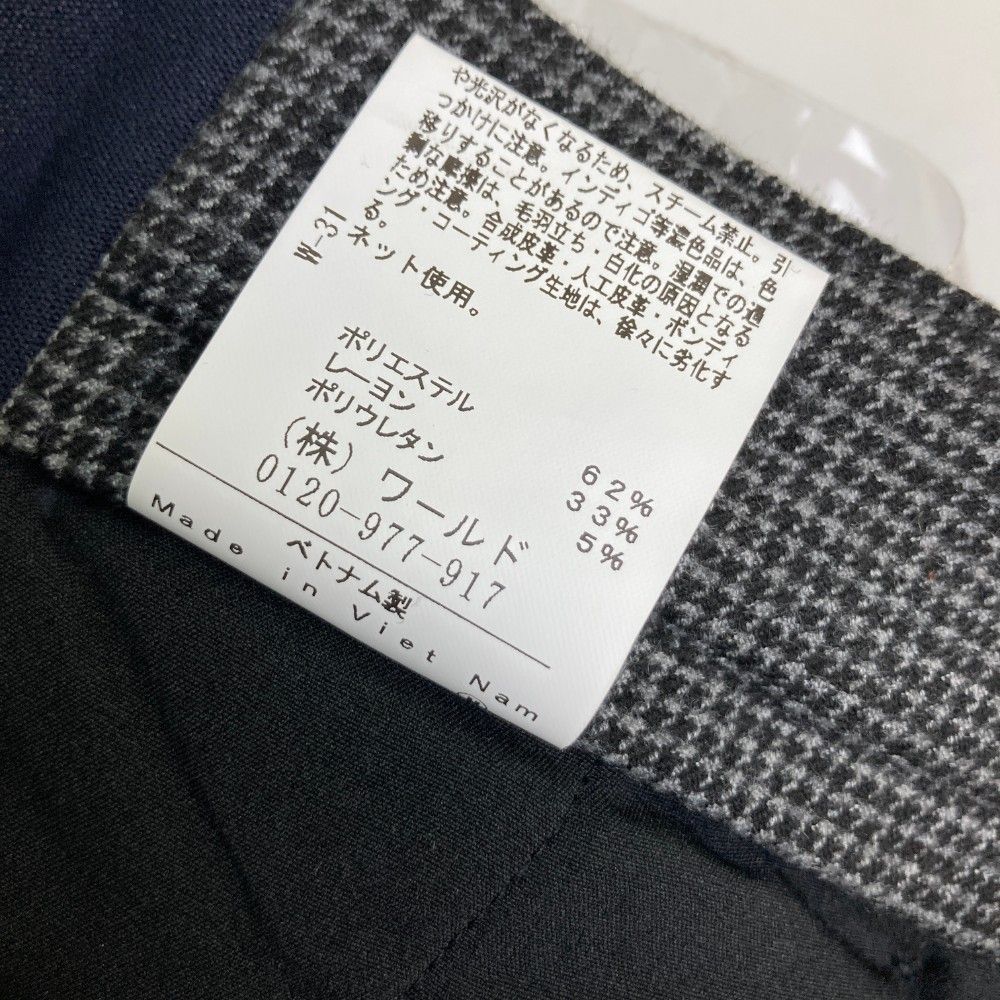 や光沢がなくなるため、スチーム禁止。引
つかけに注意。インディゴ等濃色品は、色
移りすることがあるので注意。湿潤での過
剰な摩擦は、毛羽立ち・白化の原因となる
ため注意。合成皮革・人工皮革・ボンディ
ング・コーティング生地は、徐々に劣化す
る。
W-31
ネット使用。
ポリエステル 62%
レーヨン 33%
ポリウレタン 5%
(株)ワールド
0120-977-917
ベトナム製
Made in Viet Nam